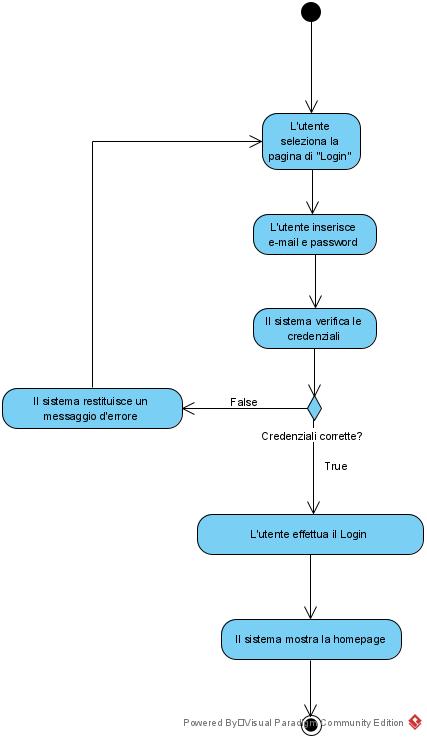 L'utente
seleziona la
pagina di "Login"
L'utente inserisce
e-mail e password
Il sistema verifica le
credenziali
Il sistema restituisce un
messaggio d'errore
False
Credenziali corrette?
True
L'utente effettua il Login
Il sistema mostra la homepage
Powered By Visual Paradigm Community Edition